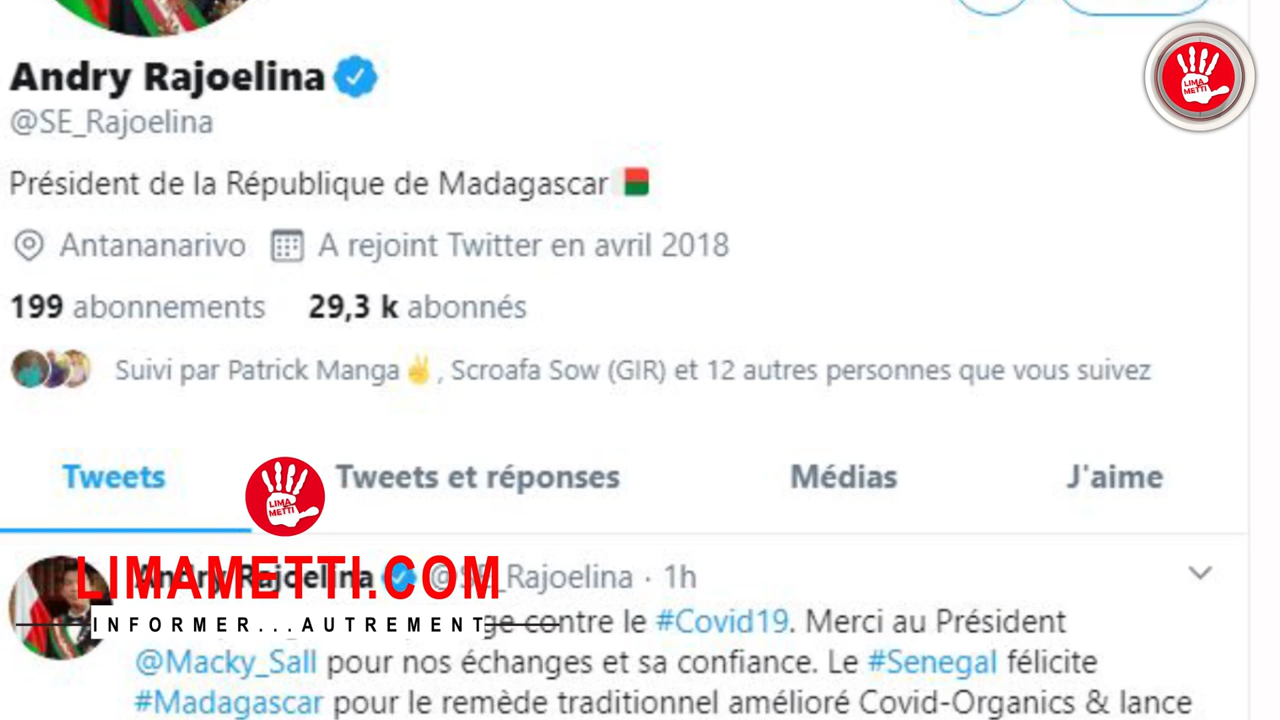 LIMA
METTI
Andry Rajoelina
@SE_Rajoelina
Président de la République de Madagascar
Antananarivo A rejoint Twitter en avril 2018
199 abonnements 29,3 k abonnés
Suivi par Patrick Manga✌, Scroafa Sow (GIR) et 12 autres personnes que vous suivez
Tweets Tweets et réponses Médias J'aime
LIMA
METTI
LIMAMETTI.COM
Andry Rajoelina @SE_Rajoelina · 1h
INFORMER...AUTREMENT
contre le #Covid19. Merci au Président
@Macky_Sall pour nos échanges et sa confiance. Le #Senegal félicite
#Madagascar pour le remède traditionnel amélioré Covid-Organics & lance